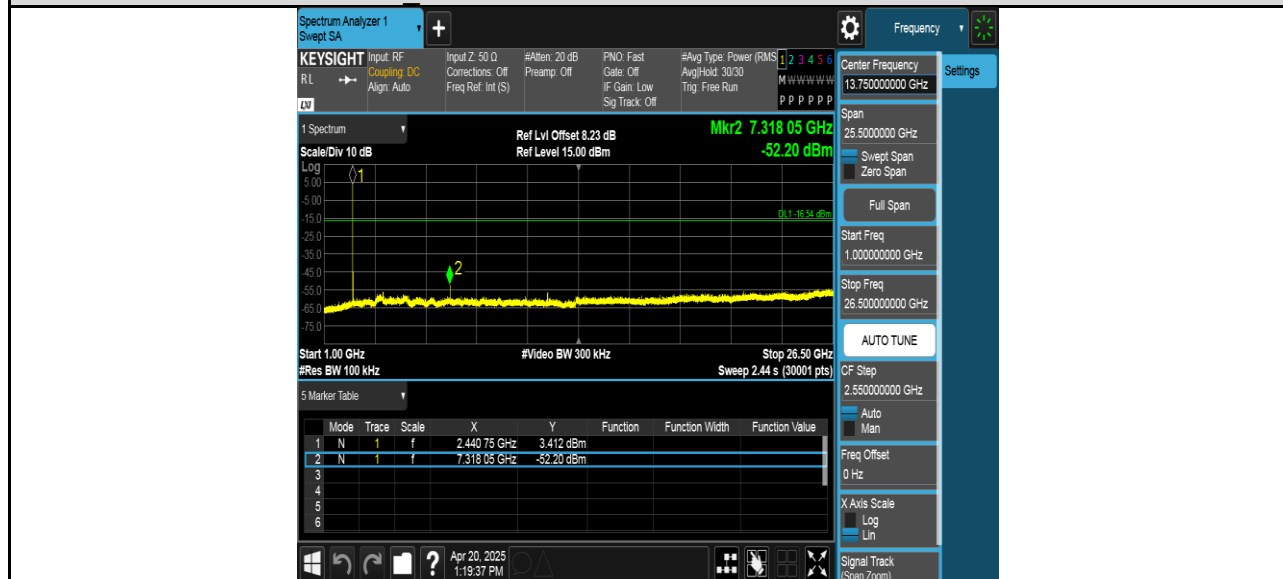 Spectrum Analyzer 1
Swept SA
+
Frequency
KEYSIGHT
RL
LXI
Input: RF
Coupling: DC
Align: Auto
Input Z: 50 Ω
Corrections: Off
Freq Ref: Int (S)
#Atten: 20 dB
Preamp: Off
PNO: Fast
Gate: Off
IF Gain: Low
Sig Track: Off
#Avg Type: Power (RMS
Avg|Hold: 30/30
Trig: Free Run
1 2 3 4 5 6
M W W W W W
P P P P P P
Center Frequency
13.750000000 GHz
Settings
Span
25.5000000 GHz
Swept Span
Zero Span
Full Span
Start Freq
1.000000000 GHz
Stop Freq
26.500000000 GHz
AUTO TUNE
CF Step
2.550000000 GHz
Auto
Man
Freq Offset
0 Hz
X Axis Scale
Log
Lin
Signal Track
(Span Zoom)
1 Spectrum
Scale/Div 10 dB
Ref Lvl Offset 8.23 dB
Ref Level 15.00 dBm
Mkr2 7.318 05 GHz
-52.20 dBm
Log
5.00
-5.00
-15.0
-25.0
-35.0
-45.0
-55.0
-65.0
-75.0
1
2
DL1 -16.54 dBm
Start 1.00 GHz
#Video BW 300 kHz
Stop 26.50 GHz
#Res BW 100 kHz
Sweep 2.44 s (30001 pts)
5 Marker Table
Mode Trace Scale X Y Function Function Width Function Value
1 N 1 f 2.440 75 GHz 3.412 dBm
2 N 1 f 7.318 05 GHz -52.20 dBm
3
4
5
6
?
Apr 20, 2025
1:19:37 PM